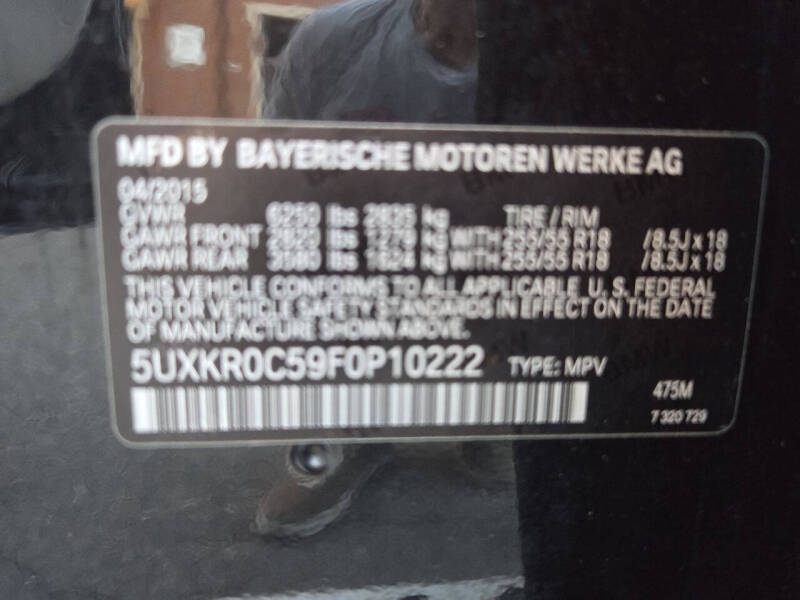 MFD BY BAYERISCHE MOTOREN WERKE AG
04/2015
GVWR 6250 lbs 2835 kg TIRE / RIM
GAWR FRONT 2820 lbs 1279 kg WITH 255/55 R18 /8.5J x 18
GAWR REAR lbs 1624 kg WITH 255/55 R18 /8.5J x 18
THIS VEHICLE CONFORMS TO ALL APPLICABLE U. S. FEDERAL
MOTOR VEHICLE SAFETY STANDARDS IN EFFECT ON THE DATE
OF MANUFACTURE SHOWN ABOVE.
5UXKR0C59F0P10222 TYPE: MPV
475M
7 320 729